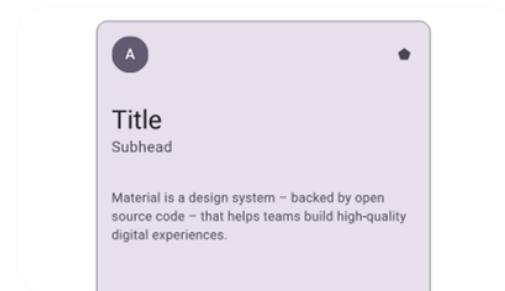 A
Title
Subhead
Material is a design system – backed by open
source code – that helps teams build high-quality
digital experiences.